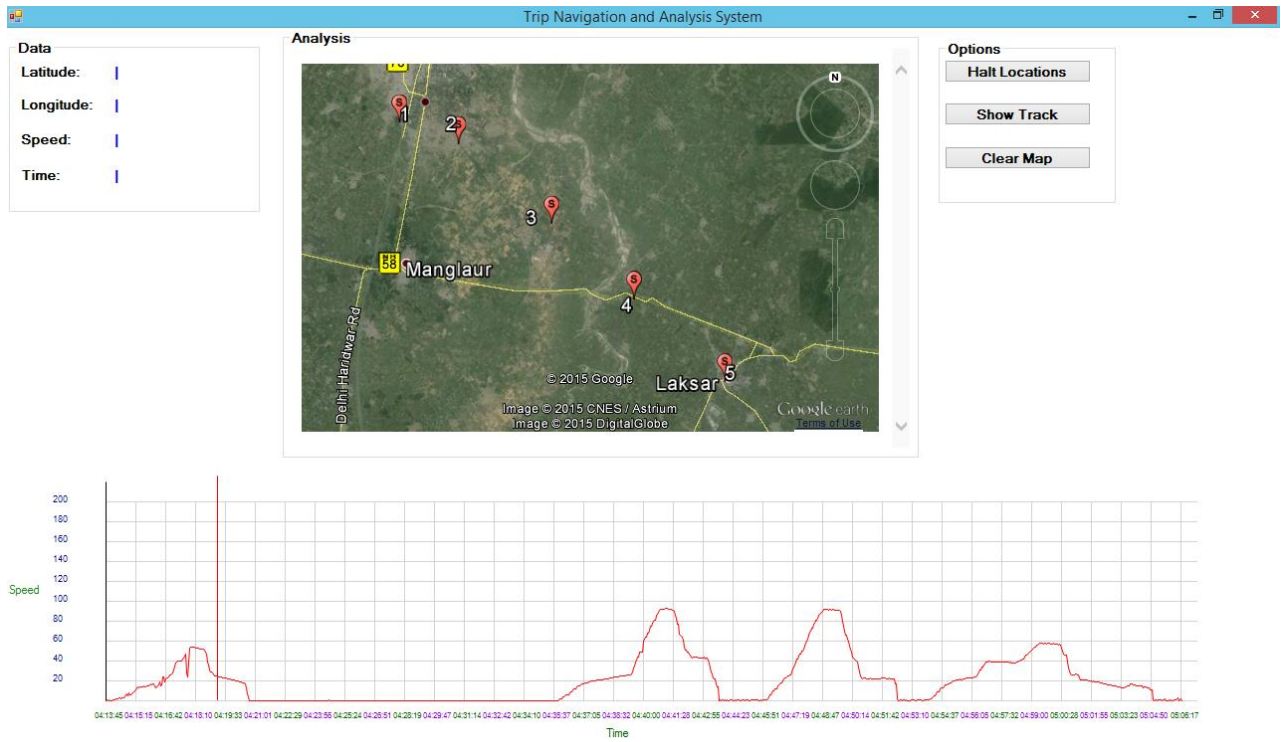 Trip Navigation and Analysis System
Data
Latitude:
Longitude:
Speed:
Time:
Analysis
N
S
1
2
S
3
S
58
Manglaur
S
4
Delhi Haridwar Rd
S
5
Laksar
© 2015 Google
Image © 2015 CNES / Astrium
Image © 2015 DigitalGlobe
Google earth
Terms of Use
Options
Halt Locations
Show Track
Clear Map
200
180
160
140
120
100
80
60
40
20
Speed
04:13:45 04:15:15 04:16:42 04:18:10 04:19:33 04:21:01 04:22:29 04:23:56 04:25:24 04:26:51 04:28:19 04:29:47 04:31:14 04:32:42 04:34:10 04:35:37 04:37:05 04:38:32 04:40:00 04:41:28 04:42:55 04:44:23 04:45:51 04:47:19 04:48:47 04:50:14 04:51:42 04:53:10 04:54:37 04:56:05 04:57:32 04:59:00 05:00:28 05:01:55 05:03:23 05:04:50 05:06:17
Time